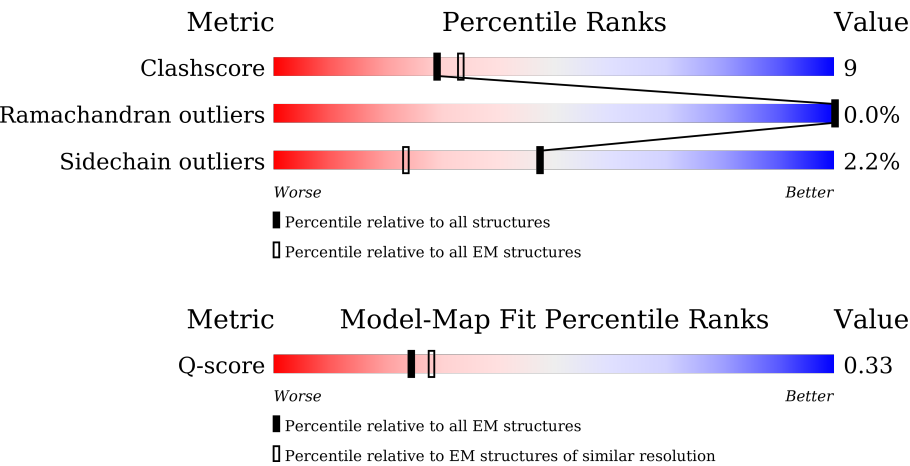 Metric Percentile Ranks Value
Clashscore 9
Ramachandran outliers 0.0%
Sidechain outliers 2.2%
Worse Better
Percentile relative to all structures
Percentile relative to all EM structures
Metric Model-Map Fit Percentile Ranks Value
Q-score 0.33
Worse Better
Percentile relative to all EM structures
Percentile relative to EM structures of similar resolution